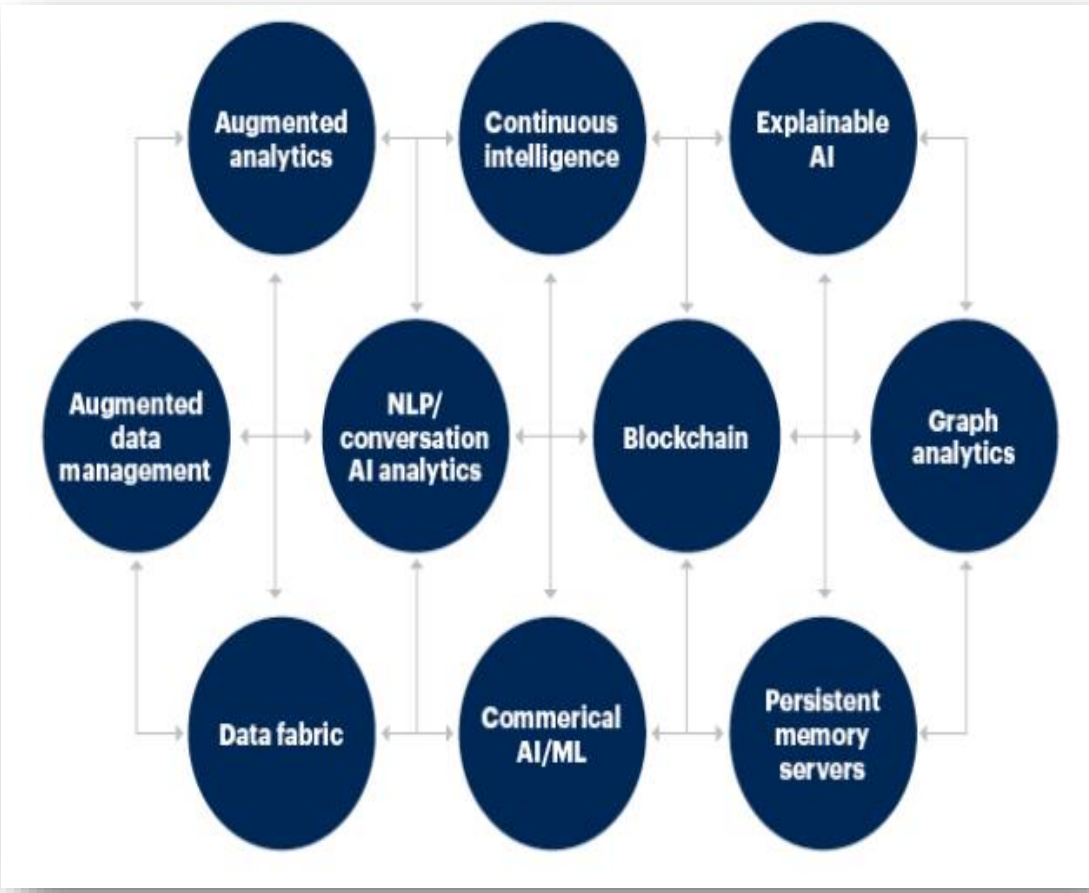 Augmented
analytics
Continuous
intelligence
Explainable
AI
Augmented
data
management
NLP/
conversation
AI analytics
Blockchain
Graph
analytics
Data fabric
Commerical
AI/ML
Persistent
memory
servers